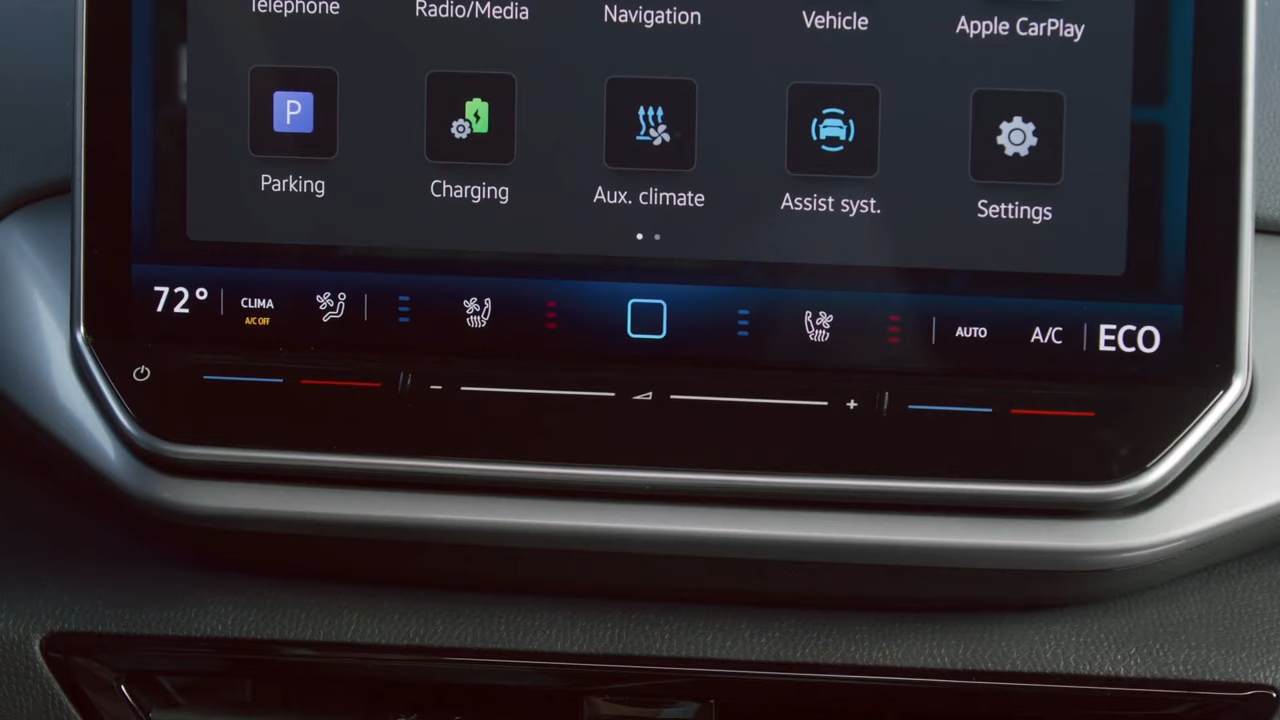 Telephone Radio/Media Navigation Vehicle Apple CarPlay
P
Parking Charging Aux. climate Assist syst. Settings
72° CLIMA AUTO A/C ECO
A/C OFF
- +